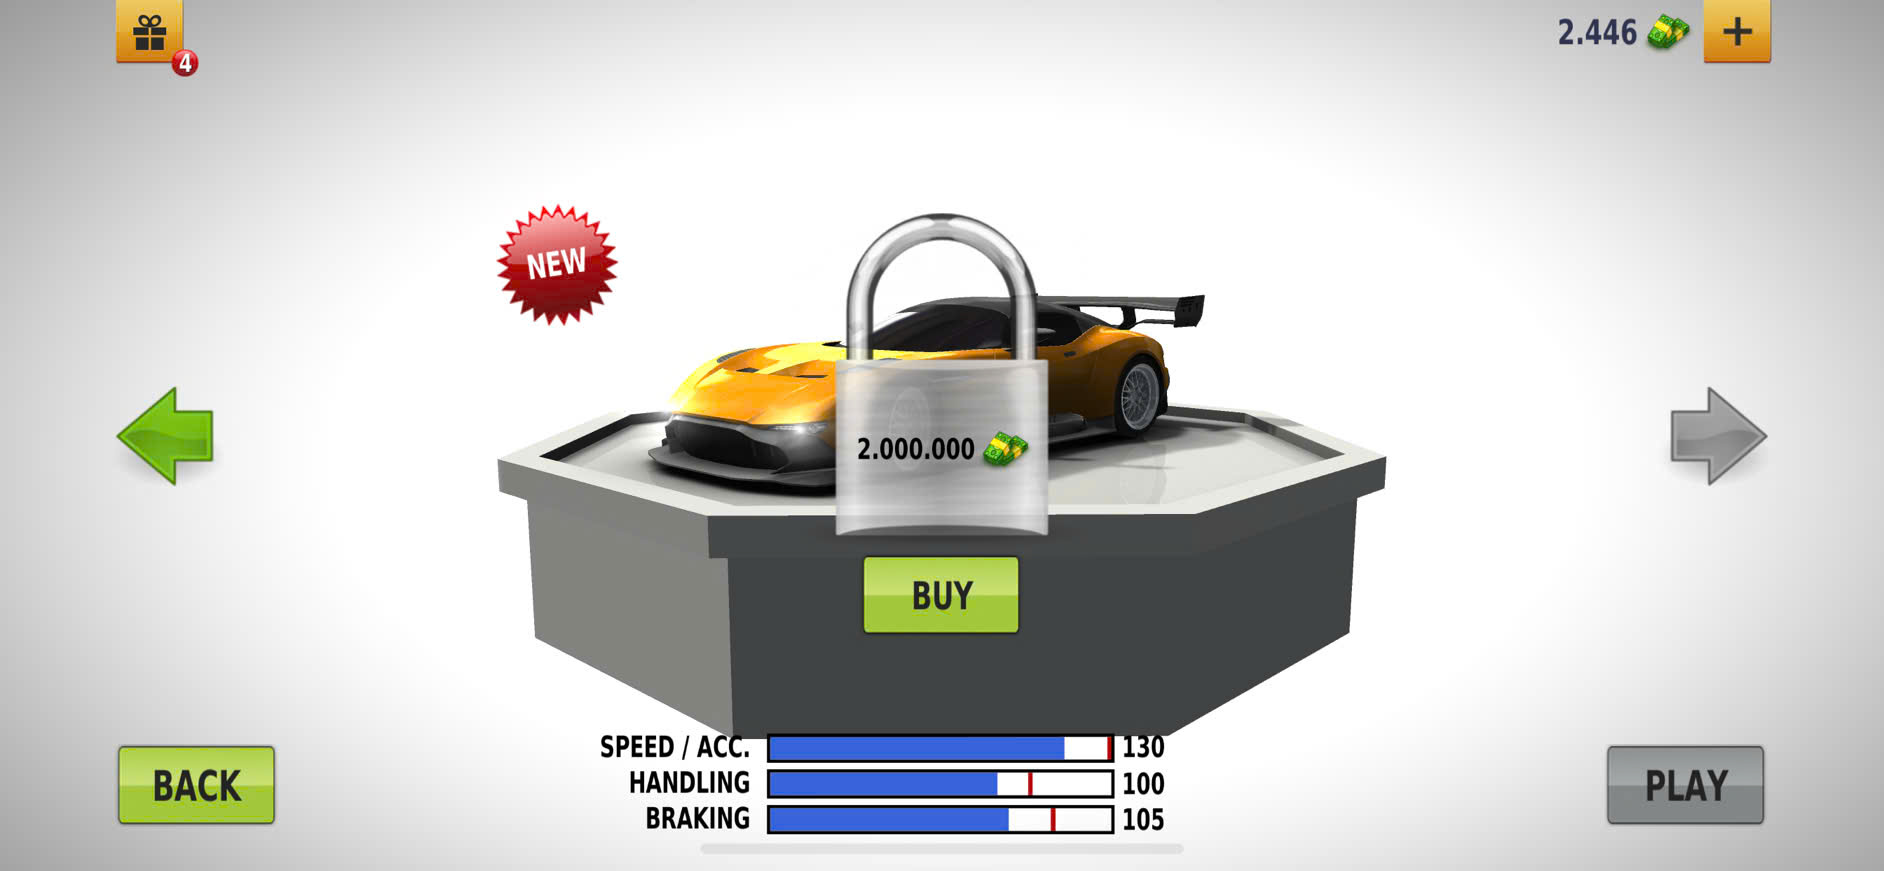 4
2.446
+
NEW
2.000.000
BUY
SPEED / ACC. 130
HANDLING 100
BRAKING 105
BACK
PLAY